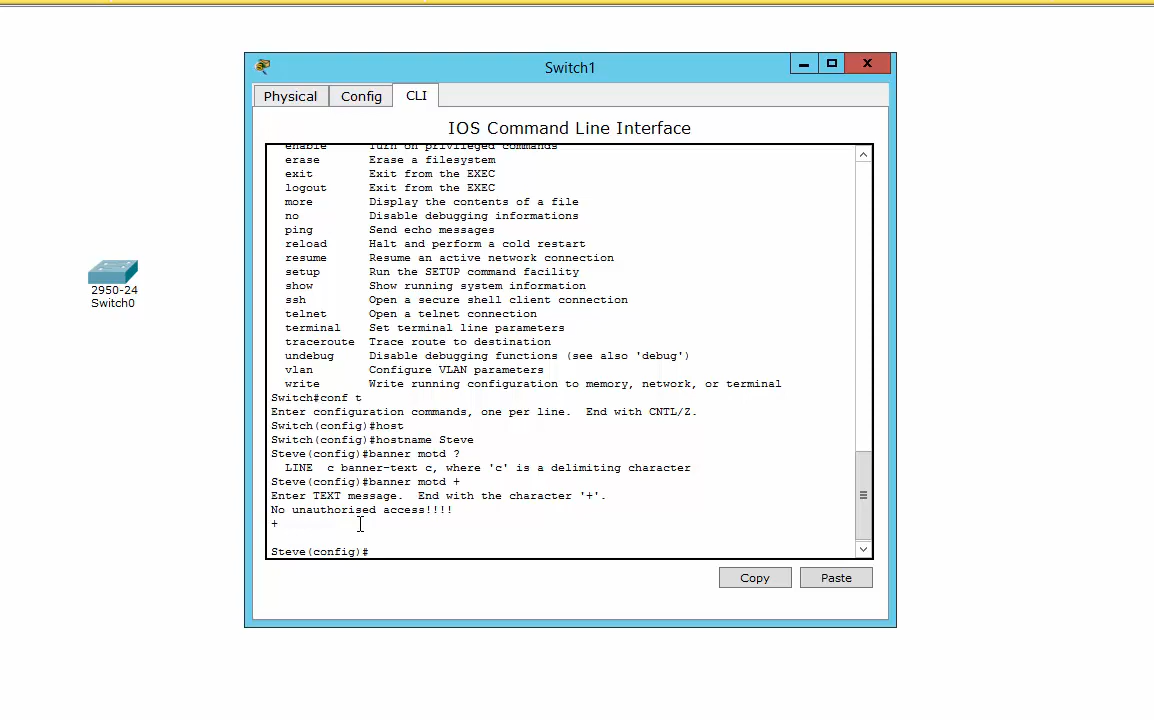 Switch1
Physical Config CLI
IOS Command Line Interface
enable Turn on privileged commands
erase Erase a filesystem
exit Exit from the EXEC
logout Exit from the EXEC
more Display the contents of a file
no Disable debugging informations
ping Send echo messages
reload Halt and perform a cold restart
resume Resume an active network connection
setup Run the SETUP command facility
show Show running system information
ssh Open a secure shell client connection
telnet Open a telnet connection
terminal Set terminal line parameters
traceroute Trace route to destination
undebug Disable debugging functions (see also 'debug')
vlan Configure VLAN parameters
write Write running configuration to memory, network, or terminal
Switch#conf t
Enter configuration commands, one per line.  End with CNTL/Z.
Switch(config)#host
Switch(config)#hostname Steve
Steve(config)#banner motd ?
LINE  c banner-text c, where 'c' is a delimiting character
Steve(config)#banner motd +
Enter TEXT message.  End with the character '+'.
No unauthorised access!!!!
+
Steve(config)#
Copy Paste
2950-24
Switch0